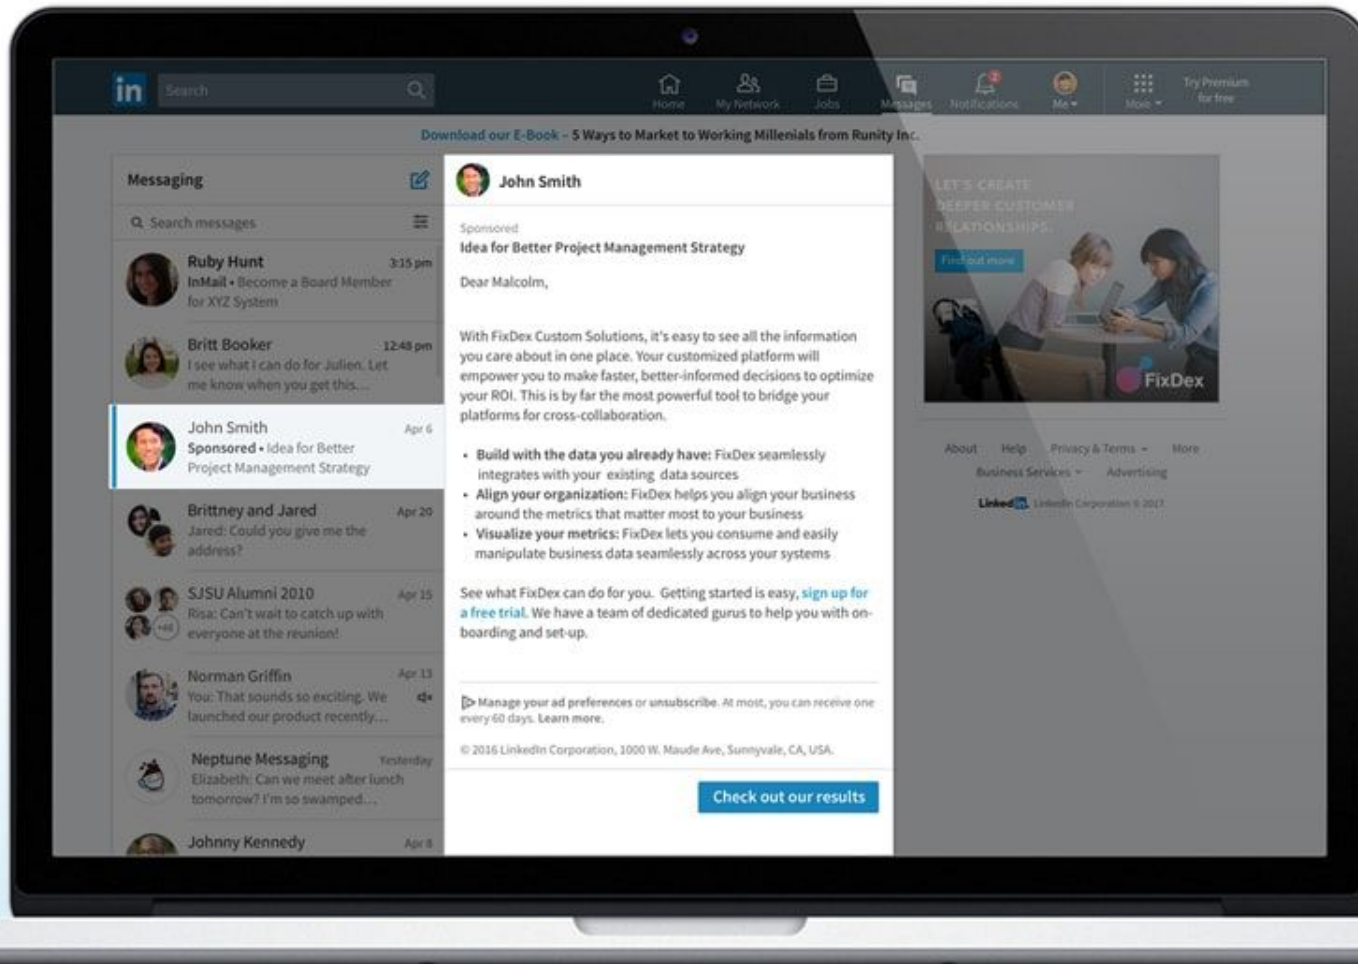 in
Search
Home
My Network
Jobs
Messages
Notifications
2
Me
More
Try Premium
for free
Download our E-Book – 5 Ways to Market to Working Millenials from Runity Inc.
Messaging
Search messages
Ruby Hunt 3:15 pm
InMail • Become a Board Member
for XYZ System
Britt Booker 12:48 pm
I see what I can do for Julien. Let
me know when you get this...
John Smith Apr 6
Sponsored • Idea for Better
Project Management Strategy
Brittney and Jared Apr 20
Jared: Could you give me the
address?
SJSU Alumni 2010 Apr 15
Risa: Can't wait to catch up with
everyone at the reunion!
Norman Griffin Apr 13
You: That sounds so exciting. We
launched our product recently...
Neptune Messaging Yesterday
Elizabeth: Can we meet after lunch
tomorrow? I'm so swamped...
Johnny Kennedy Apr 8
John Smith
Sponsored
Idea for Better Project Management Strategy
Dear Malcolm,
With FixDex Custom Solutions, it's easy to see all the information
you care about in one place. Your customized platform will
empower you to make faster, better-informed decisions to optimize
your ROI. This is by far the most powerful tool to bridge your
platforms for cross-collaboration.
• Build with the data you already have: FixDex seamlessly
integrates with your existing data sources
• Align your organization: FixDex helps you align your business
around the metrics that matter most to your business
• Visualize your metrics: FixDex lets you consume and easily
manipulate business data seamlessly across your systems
See what FixDex can do for you. Getting started is easy, sign up for
a free trial. We have a team of dedicated gurus to help you with on-
boarding and set-up.
Manage your ad preferences or unsubscribe. At most, you can receive one
every 60 days. Learn more.
© 2016 LinkedIn Corporation, 1000 W. Maude Ave, Sunnyvale, CA, USA.
Check out our results
LET'S CREATE
DEEPER CUSTOMER
RELATIONSHIPS.
Find out more
FixDex
About Help Privacy & Terms More
Business Services Advertising
LinkedIn LinkedIn Corporation © 2017